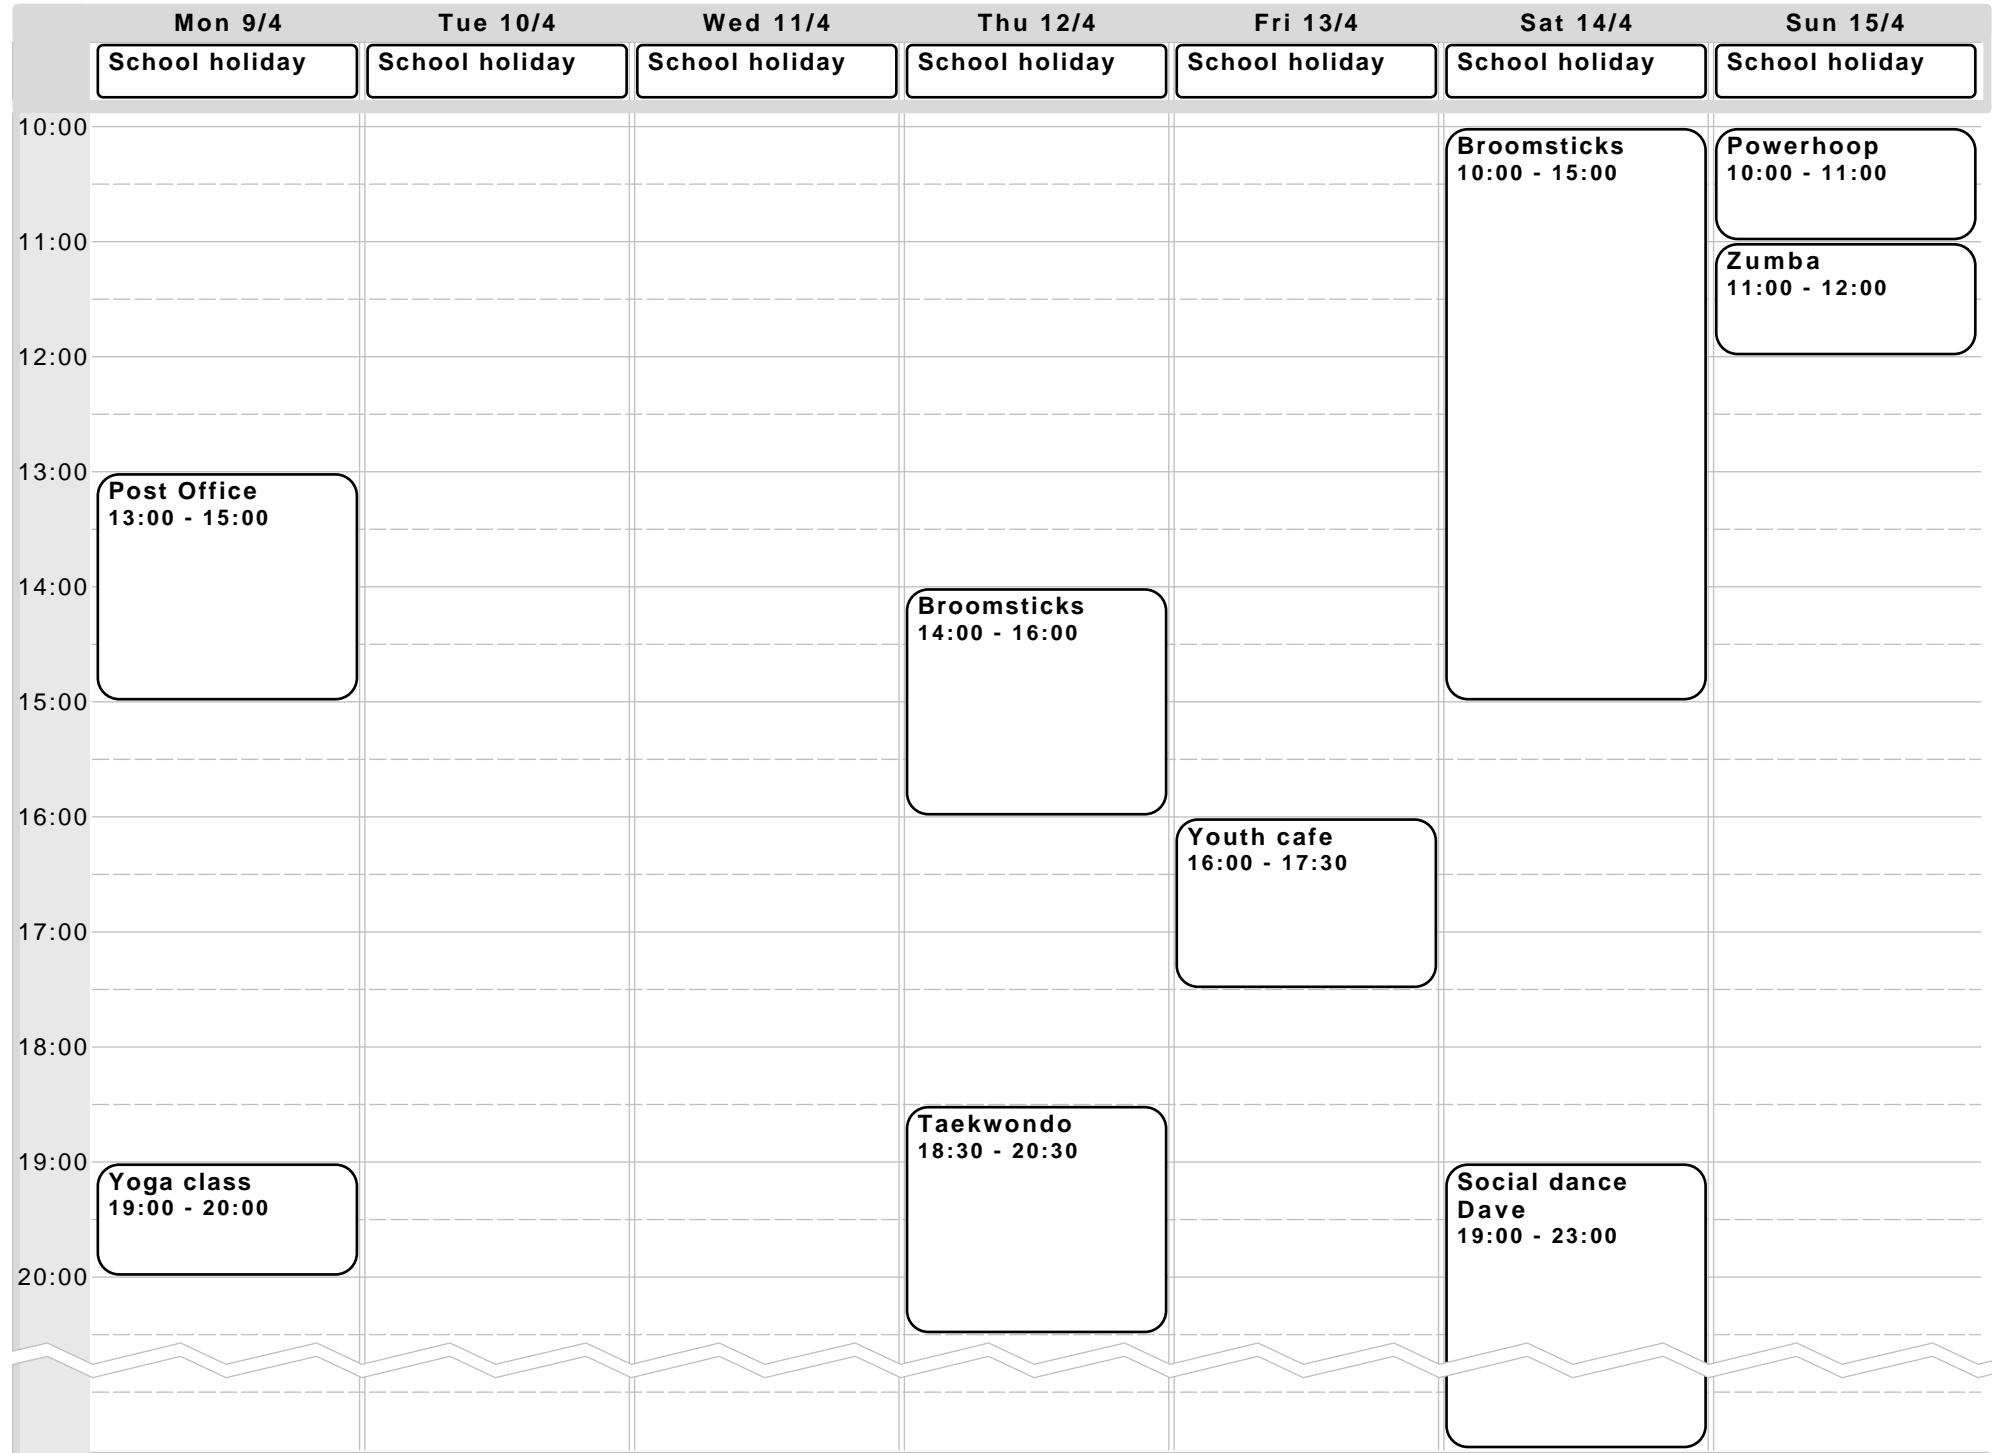 Mon 9/4 Tue 10/4 Wed 11/4 Thu 12/4 Fri 13/4 Sat 14/4 Sun 15/4
School holiday School holiday School holiday School holiday School holiday School holiday School holiday
10:00
Broomsticks
10:00 - 15:00
Powerhoop
10:00 - 11:00
11:00
Zumba
11:00 - 12:00
12:00
13:00
Post Office
13:00 - 15:00
14:00
Broomsticks
14:00 - 16:00
15:00
16:00
Youth cafe
16:00 - 17:30
17:00
18:00
Taekwondo
18:30 - 20:30
19:00
Yoga class
19:00 - 20:00
Social dance
Dave
19:00 - 23:00
20:00